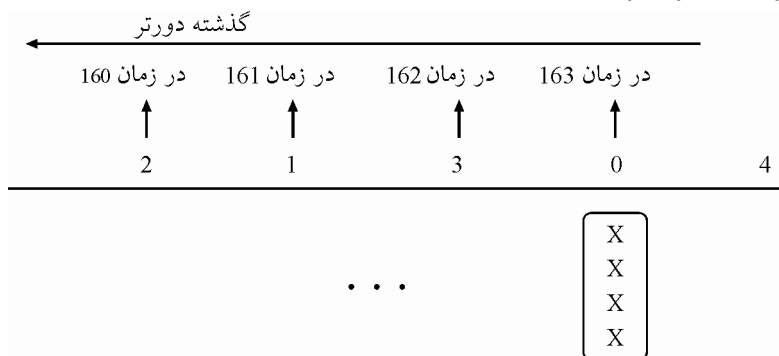 گذشته دورتر
در زمان 160 در زمان 161 در زمان 162 در زمان 163
2 1 3 0 4
X
X
. . . X
X